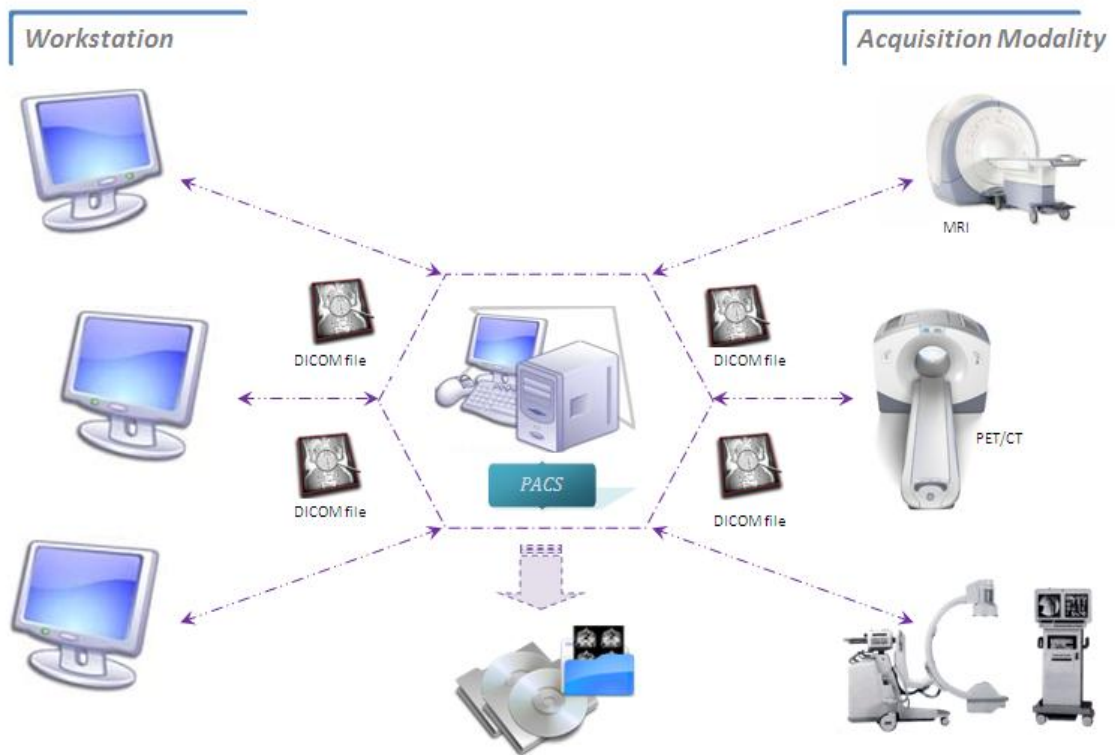 Workstation
Acquisition Modality
MRI
DICOM file
DICOM file
PET/CT
DICOM file
PACS
DICOM file